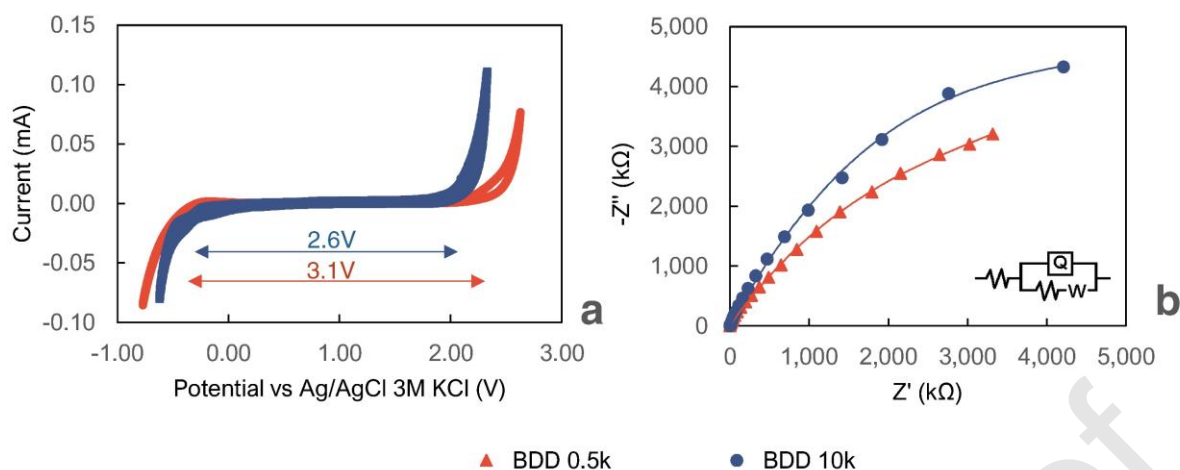 0.15
0.10
0.05
0.00
-0.05
-0.10
Current (mA)
2.6V
3.1V
a
-1.00 0.00 1.00 2.00 3.00
Potential vs Ag/AgCl 3M KCl (V)
5,000
4,000
3,000
2,000
1,000
0
-Z'' (kΩ)
Q
W
b
0 1,000 2,000 3,000 4,000 5,000
Z' (kΩ)
BDD 0.5k BDD 10k